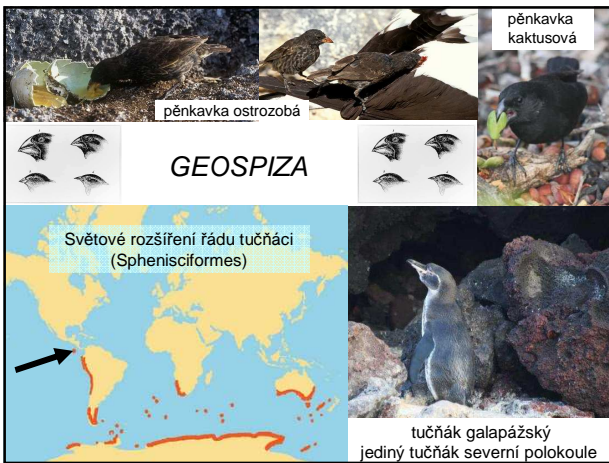 pěnkavka
kaktusová
pěnkavka ostrozobá
GEOSPIZA
Světové rozšíření řádu tučňáci
(Sphenisciformes)
tučňák galapážský
jediný tučňák severní polokoule